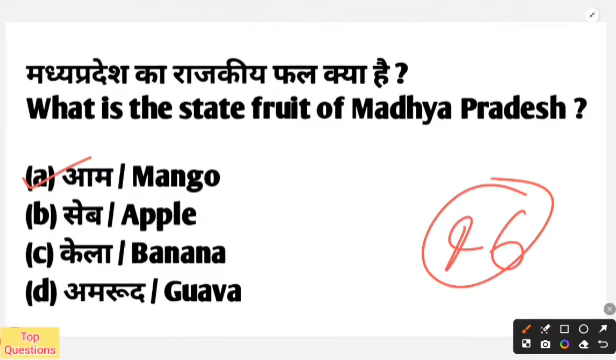 मध्यप्रदेश का राजकीय फल क्या है ?
What is the state fruit of Madhya Pradesh ?
(a) आम / Mango
(b) सेब / Apple
(c) केला / Banana
(d) अमरूद / Guava
Top
Questions